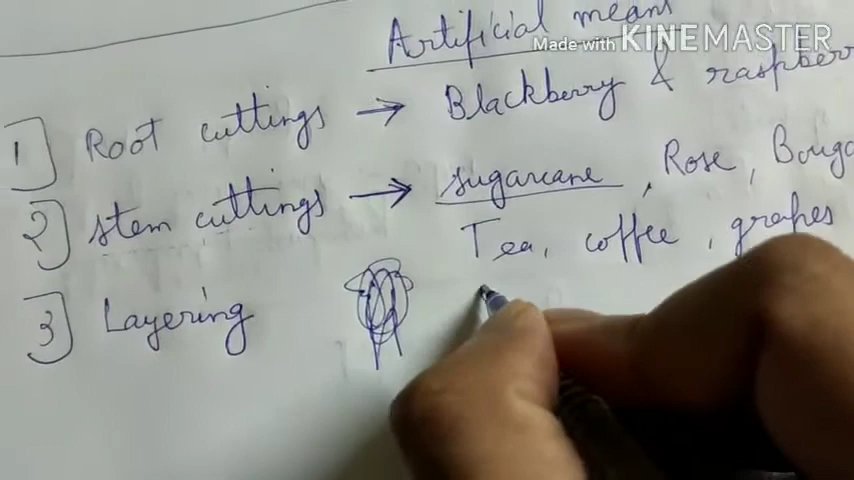 Artificial means
Made with KINEMASTER
1] Root cuttings → Blackberry & raspberr
2] stem cuttings → sugarcane, Rose, Bouga
Tea, coffee, grapes
3] Layering